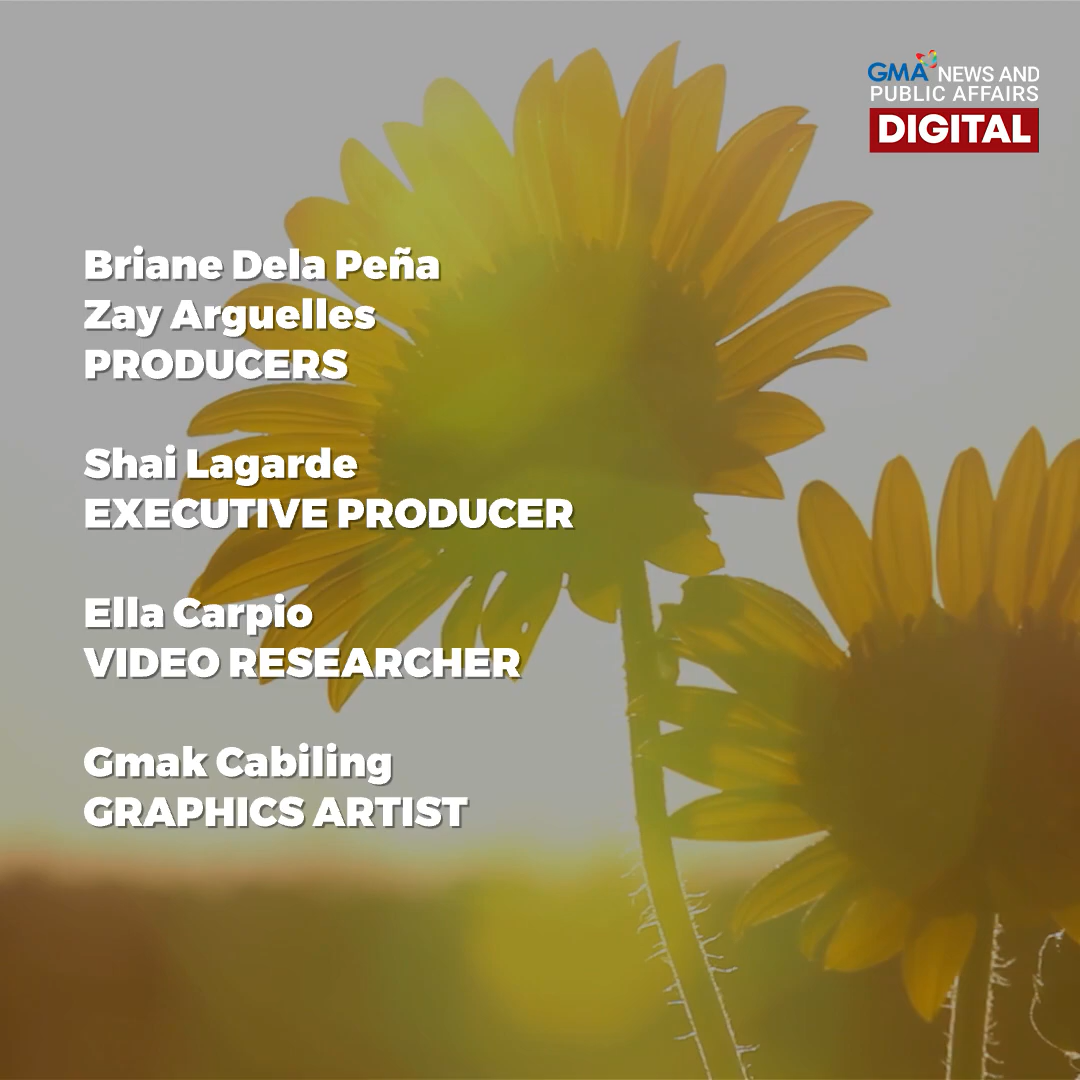 GMA NEWS AND
PUBLIC AFFAIRS
DIGITAL
Briane Dela Peña
Zay Arguelles
PRODUCERS
Shai Lagarde
EXECUTIVE PRODUCER
Ella Carpio
VIDEO RESEARCHER
Gmak Cabiling
GRAPHICS ARTIST